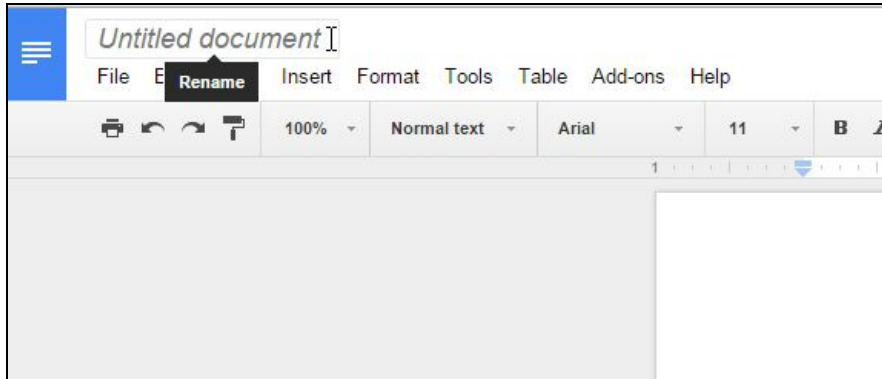 Untitled document
File E Insert Format Tools Table Add-ons Help
Rename
100% Normal text Arial 11 B
1